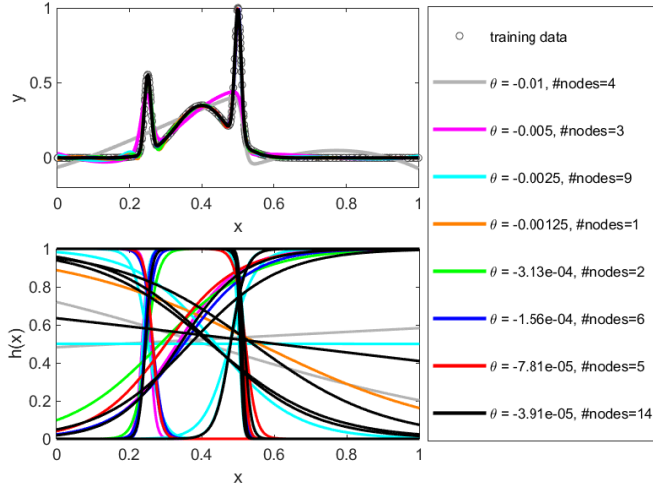 1
0.5
0
y
0 0.2 0.4 0.6 0.8 1
x
1
0.8
0.6
0.4
0.2
0
h(x)
0 0.2 0.4 0.6 0.8 1
x
training data
θ = -0.01, #nodes=4
θ = -0.005, #nodes=3
θ = -0.0025, #nodes=9
θ = -0.00125, #nodes=1
θ = -3.13e-04, #nodes=2
θ = -1.56e-04, #nodes=6
θ = -7.81e-05, #nodes=5
θ = -3.91e-05, #nodes=14